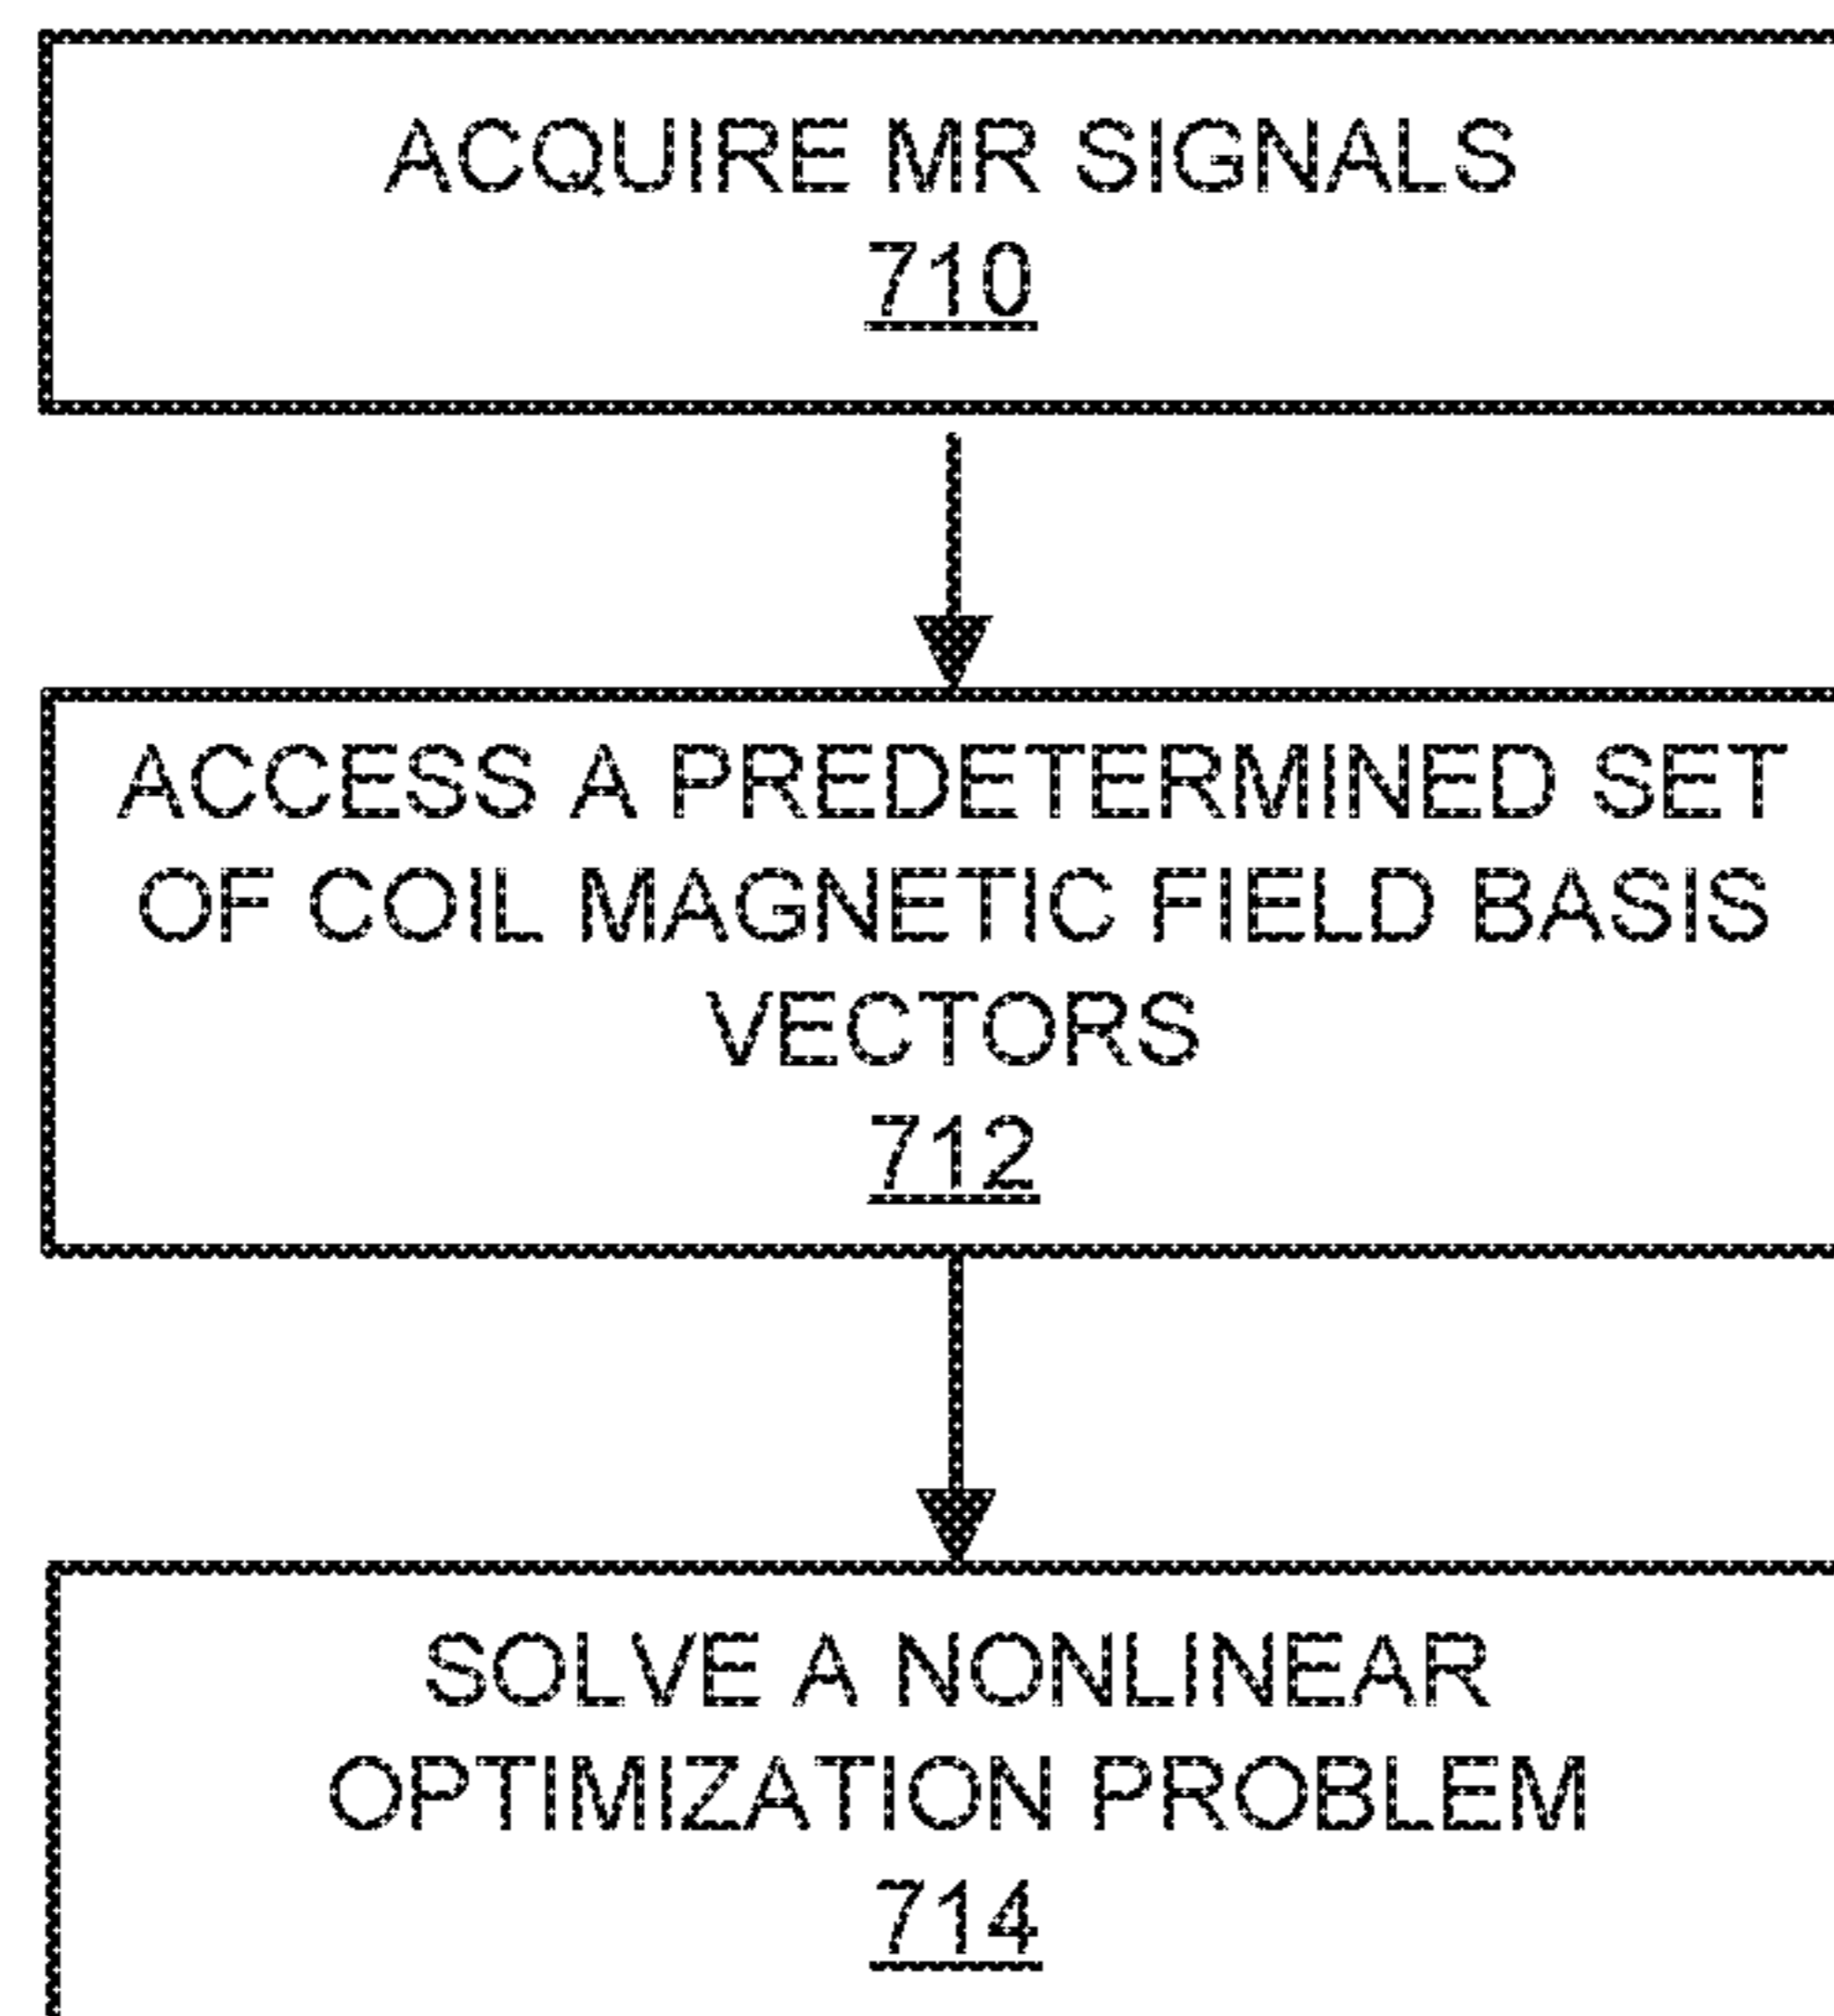 ACQUIRE MR SIGNALS
710
ACCESS A PREDETERMINED SET
OF COIL MAGNETIC FIELD BASIS
VECTORS
712
SOLVE A NONLINEAR
OPTIMIZATION PROBLEM
714